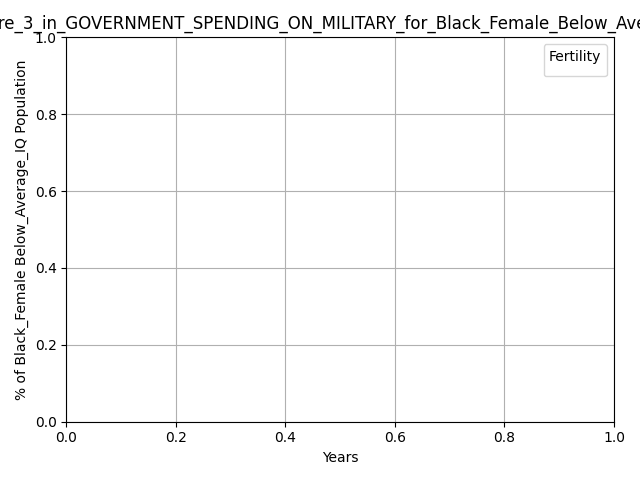 re_3_in_GOVERNMENT_SPENDING_ON_MILITARY_for_Black_Female_Below_Ave
Fertility
% of Black_Female Below_Average_IQ Population
1.0
0.8
0.6
0.4
0.2
0.0
0.0 0.2 0.4 0.6 0.8 1.0
Years